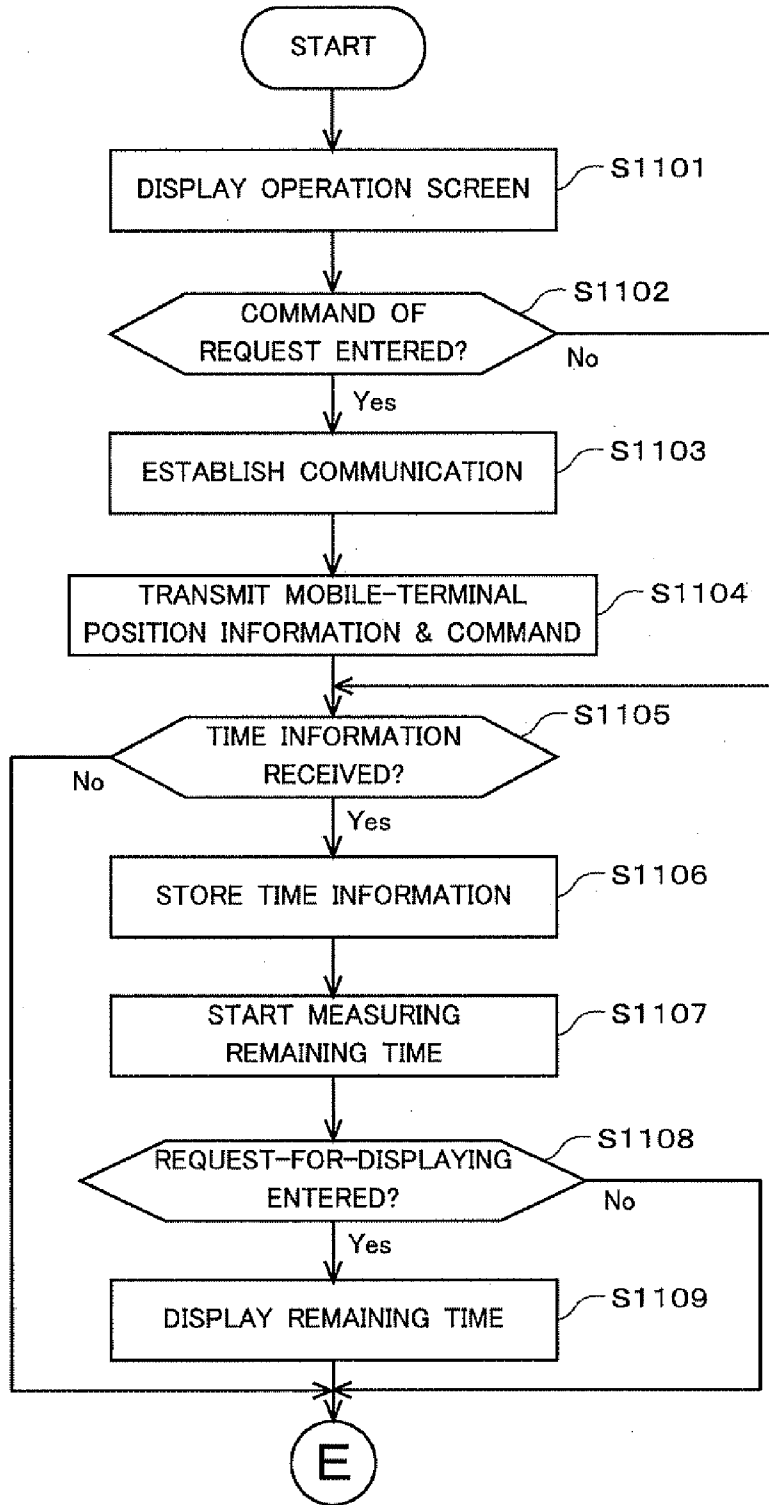 START
DISPLAY OPERATION SCREEN
S1101
COMMAND OF
REQUEST ENTERED?
S1102
No
Yes
ESTABLISH COMMUNICATION
S1103
TRANSMIT MOBILE-TERMINAL
POSITION INFORMATION & COMMAND
S1104
TIME INFORMATION
RECEIVED?
S1105
No
Yes
STORE TIME INFORMATION
S1106
START MEASURING
REMAINING TIME
S1107
REQUEST-FOR-DISPLAYING
ENTERED?
S1108
No
Yes
DISPLAY REMAINING TIME
S1109
E